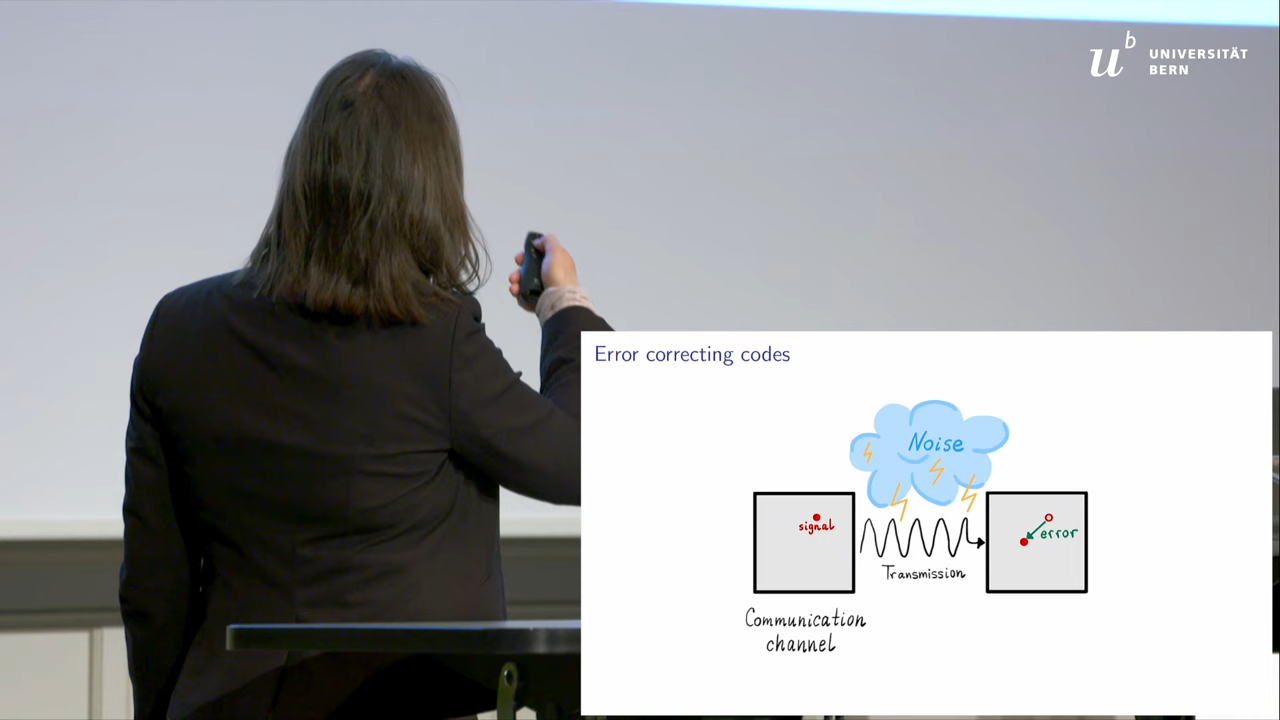 u^b UNIVERSITÄT
BERN
Error correcting codes
Noise
signal
error
Transmission
Communication
channel